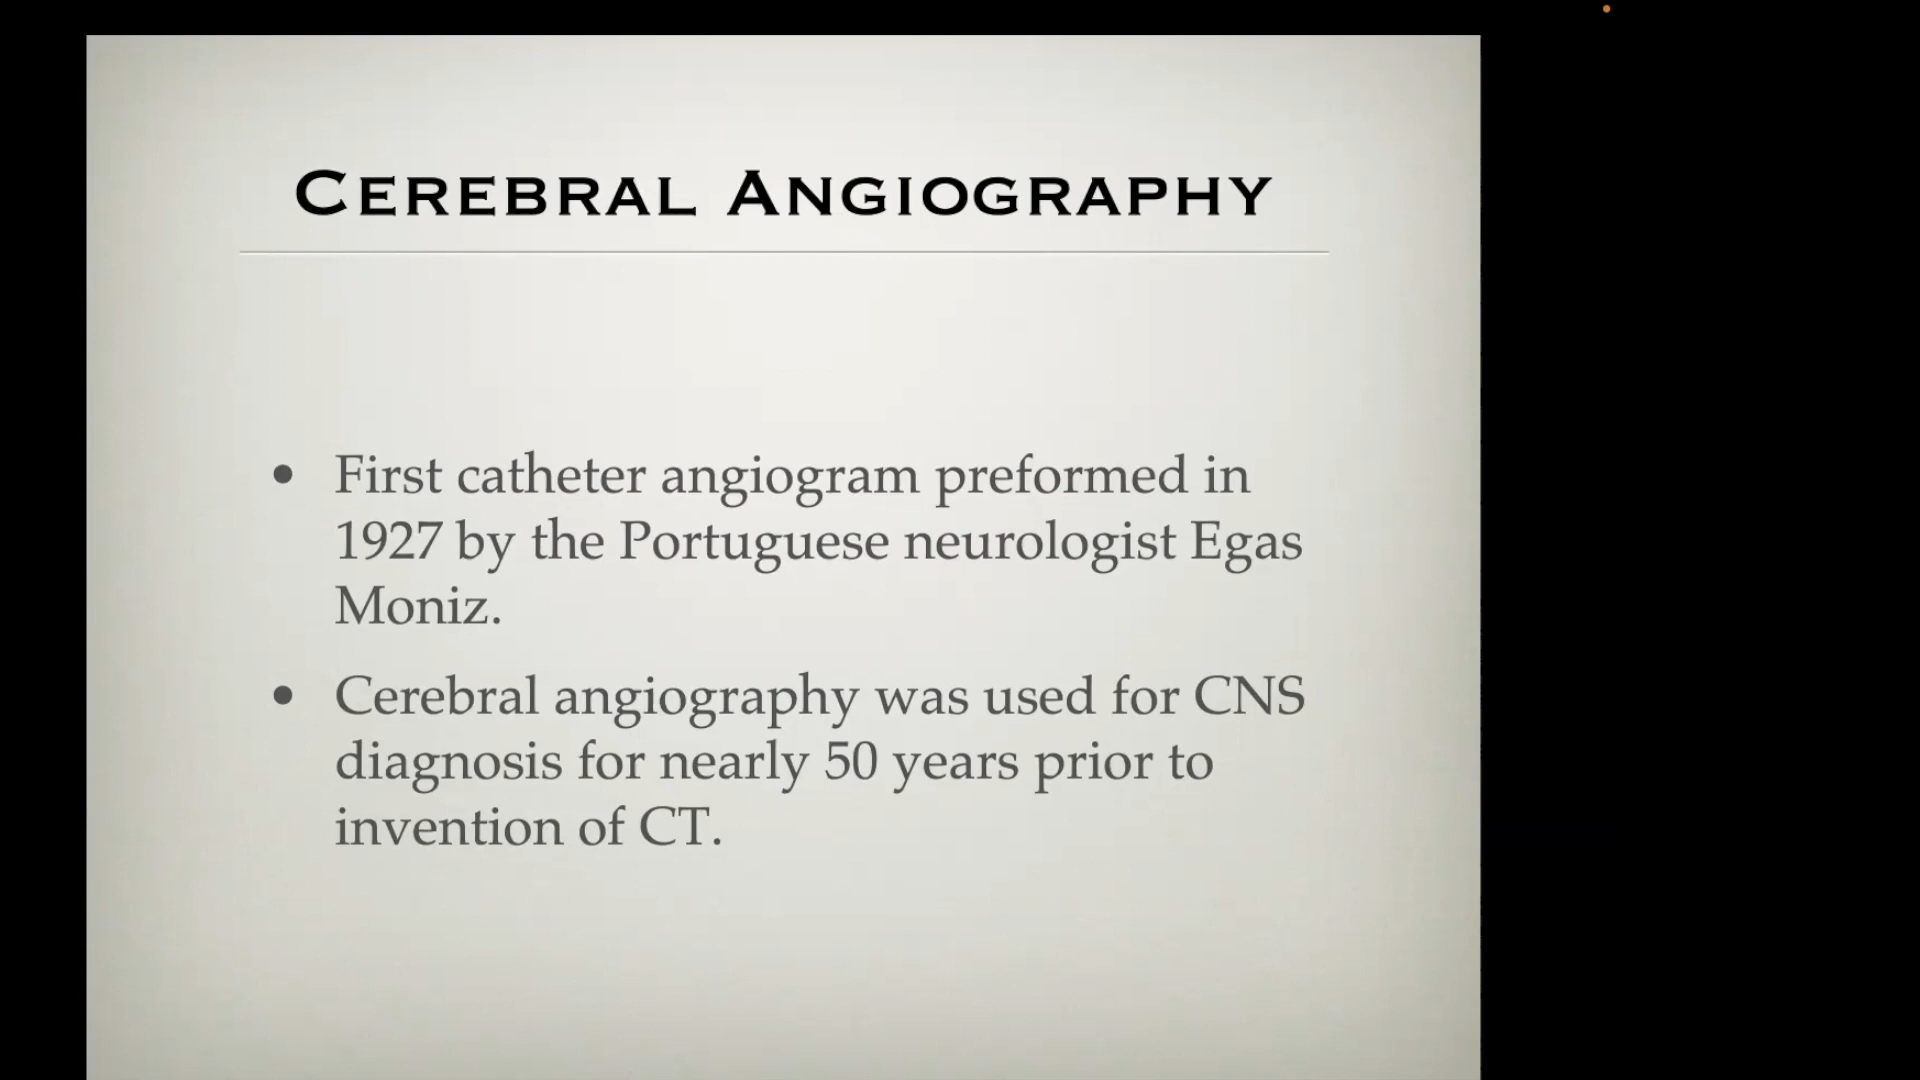 Cerebral Angiography
• First catheter angiogram preformed in
1927 by the Portuguese neurologist Egas
Moniz.
• Cerebral angiography was used for CNS
diagnosis for nearly 50 years prior to
invention of CT.